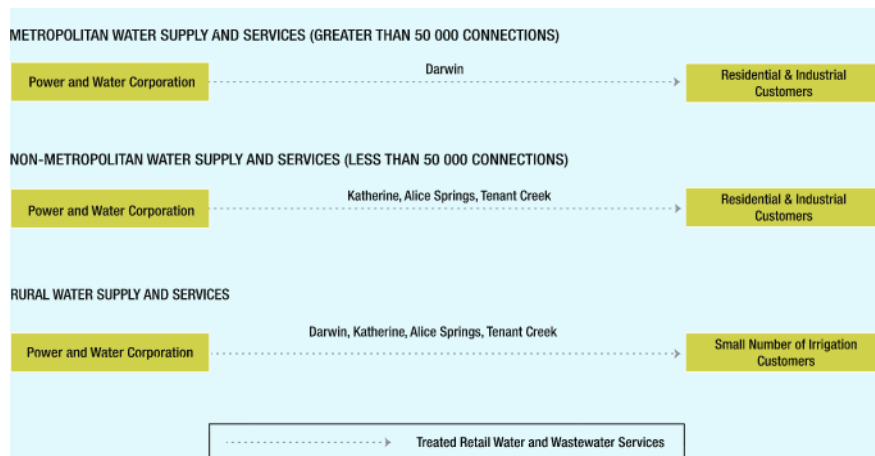 METROPOLITAN WATER SUPPLY AND SERVICES (GREATER THAN 50 000 CONNECTIONS)
Power and Water Corporation
Darwin
Residential & Industrial
Customers
NON-METROPOLITAN WATER SUPPLY AND SERVICES (LESS THAN 50 000 CONNECTIONS)
Power and Water Corporation
Katherine, Alice Springs, Tenant Creek
Residential & Industrial
Customers
RURAL WATER SUPPLY AND SERVICES
Power and Water Corporation
Darwin, Katherine, Alice Springs, Tenant Creek
Small Number of Irrigation
Customers
Treated Retail Water and Wastewater Services